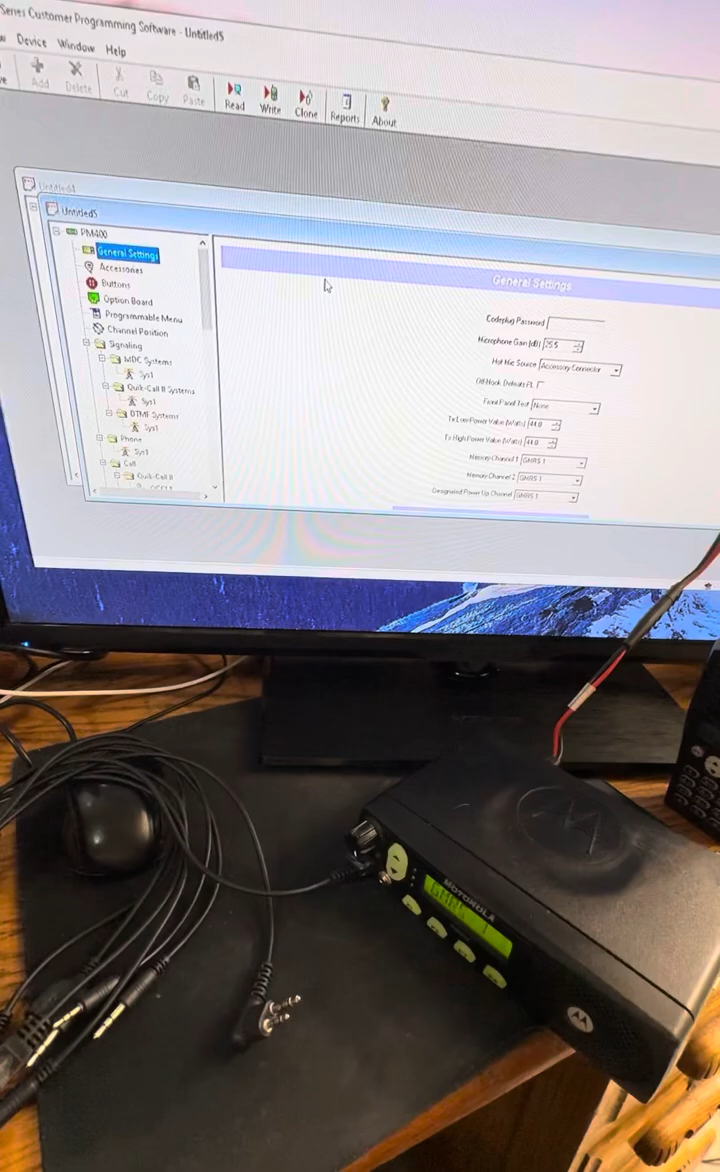 Series Customer Programming Software - Untitled5
Device Window Help
Add Delete Cut Copy Paste Read Write Clone Reports About
Untitled4
Untitled5
PM400
General Settings
Accessories
Buttons
Option Board
Programmable Menu
Channel Position
Signaling
MDC Systems
Sys1
Quik-Call II Systems
Sys1
DTMF Systems
Sys1
Phone
Sys1
Call
Quik-Call II
General Settings
Codeplug Password
Microphone Gain (dB) 25.5
Hot Mic Source Accessory Connector
Off Hook Defeats PL
Front Panel Test None
Tx Low Power Value (Watts) 44.0
Tx High Power Value (Watts) 44.0
Memory Channel 1 GMRS 1
Memory Channel 2 GMRS 1
Designated Power Up Channel GMRS 1
MOTOROLA
GMRS 1